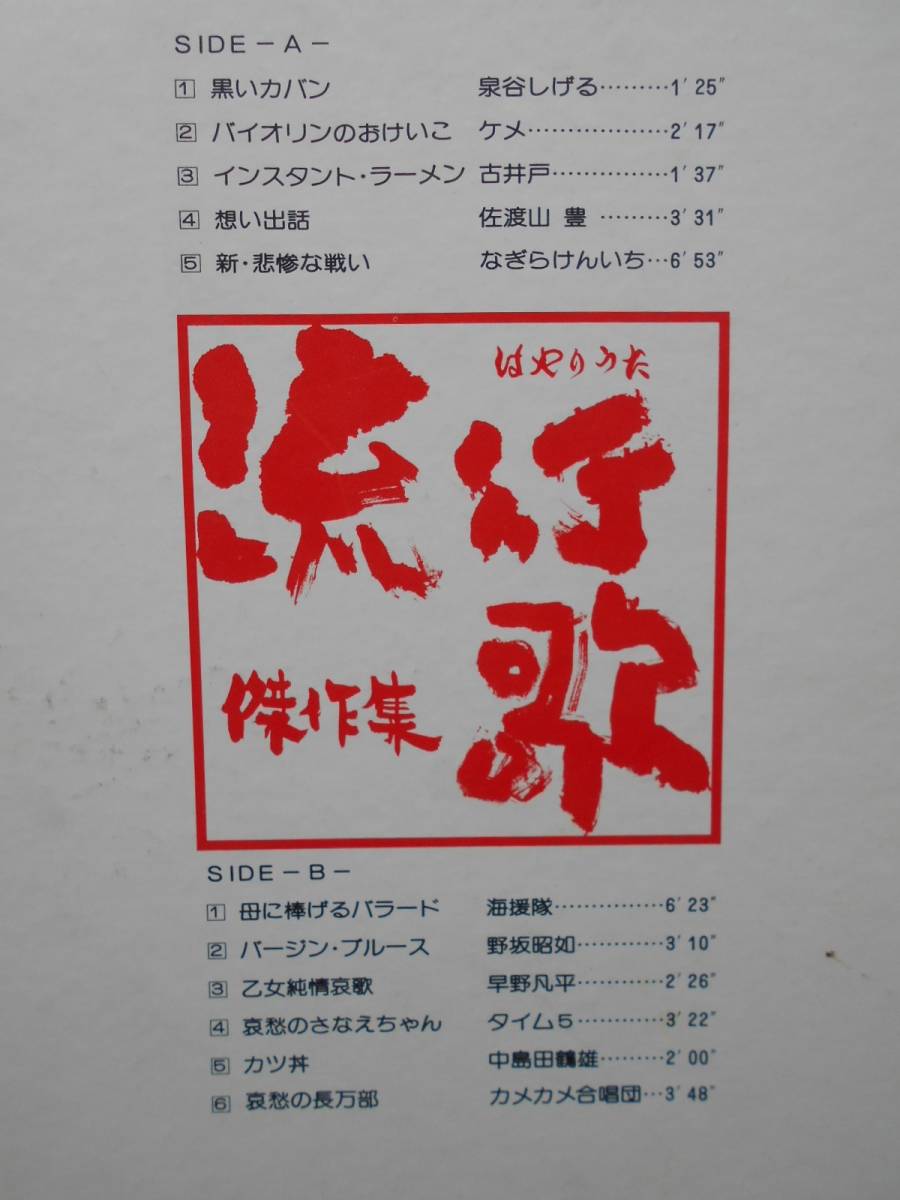 SIDE－A－
1 黒いカバン 泉谷しげる………1′25″
2 バイオリンのおけいこ ケメ………………2′17″
3 インスタント・ラーメン 古井戸……………1′37″
4 想い出話 佐渡山 豊 ………3′31″
5 新・悲惨な戦い なぎらけんいち…6′53″
はやりうた
流行
歌
傑作集
SIDE－B－
1 母に棒げるバラード 海援隊……………6′23″
2 バージン・ブルース 野坂昭如…………3′10″
3 乙女純情哀歌 早野凡平…………2′26″
4 哀愁のさなえちゃん タイム5…………3′22″
5 カツ丼 中島田鶴雄………2′00″
6 哀愁の長万部 カメカメ合唱団…3′48″